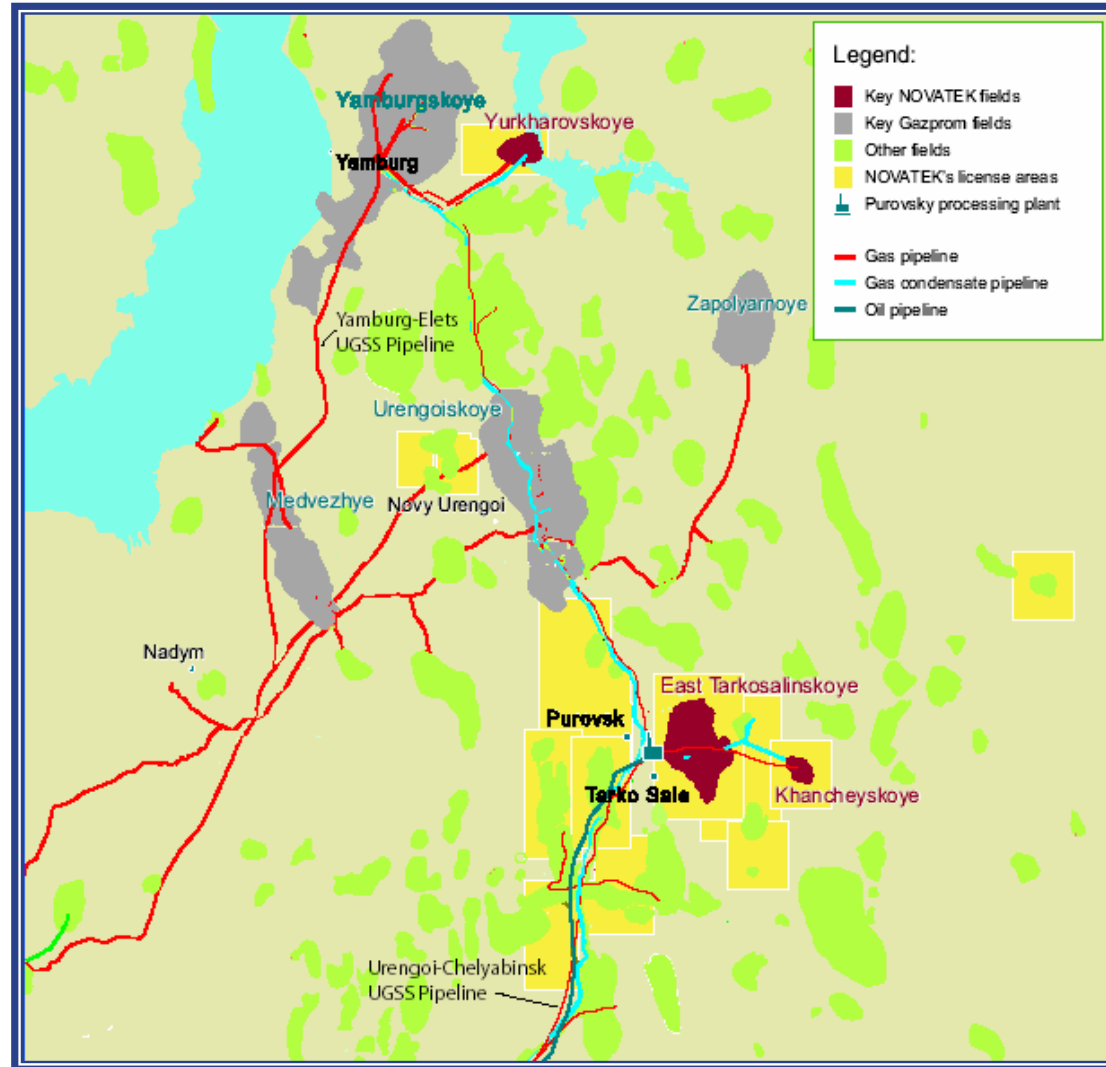 Legend:
Key NOVATEK fields
Key Gazprom fields
Other fields
NOVATEK's license areas
Purovsky processing plant
Gas pipeline
Gas condensate pipeline
Oil pipeline
Yamburgskoye
Yurkharovskoye
Yamburg
Zapolyarnoye
Yamburg-Elets
UGSS Pipeline
Urengoiskoye
Medvezhye
Novy Urengoi
Nadym
East Tarkosalinskoye
Purovsk
Tarko Sale
Khancheyskoye
Urengoi-Chelyabinsk
UGSS Pipeline